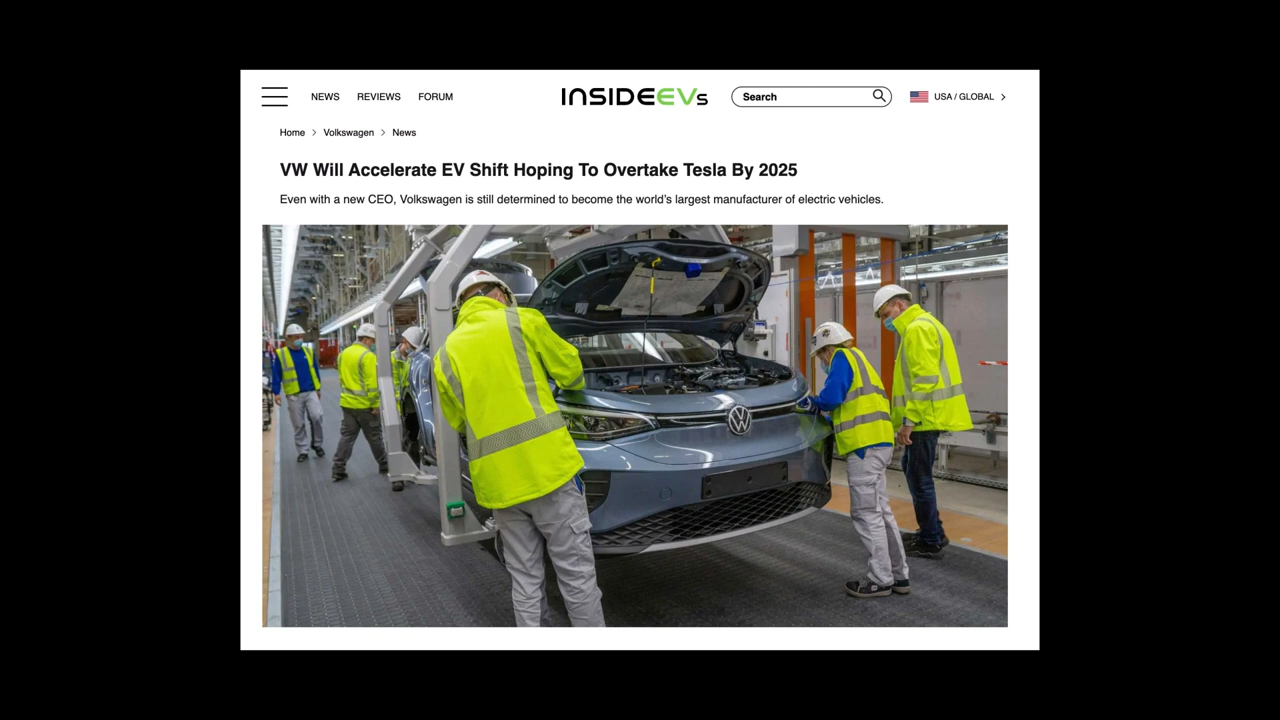 NEWS REVIEWS FORUM INSIDEEVs Search USA / GLOBAL
Home > Volkswagen > News
VW Will Accelerate EV Shift Hoping To Overtake Tesla By 2025
Even with a new CEO, Volkswagen is still determined to become the world's largest manufacturer of electric vehicles.